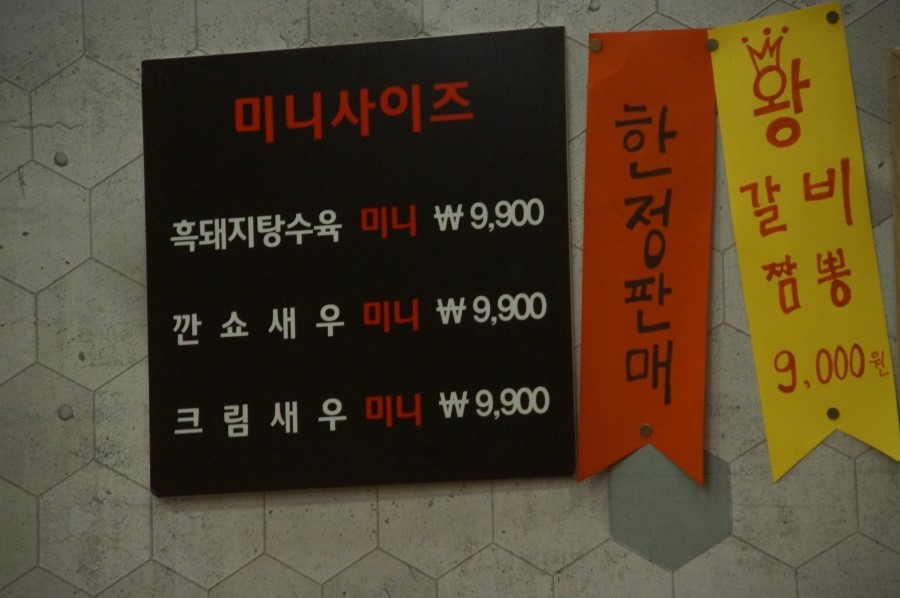 미니사이즈
흑돼지탕수육 미니 ₩ 9,900
깐쇼새우 미니 ₩ 9,900
크림새우 미니 ₩ 9,900
한정판매
왕
갈비
짬뽕
9,000원